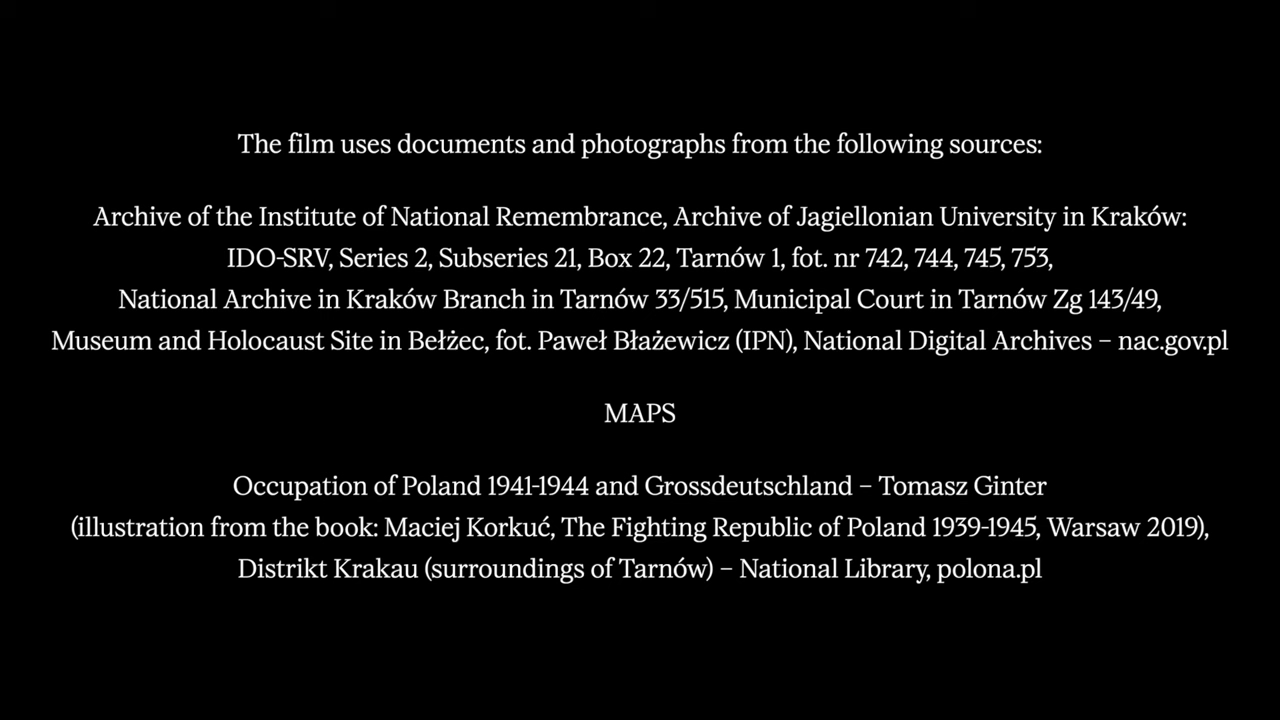 The film uses documents and photographs from the following sources:
Archive of the Institute of National Remembrance, Archive of Jagiellonian University in Kraków:
IDO-SRV, Series 2, Subseries 21, Box 22, Tarnów 1, fot. nr 742, 744, 745, 753,
National Archive in Kraków Branch in Tarnów 33/515, Municipal Court in Tarnów Zg 143/49,
Museum and Holocaust Site in Bełżec, fot. Paweł Błażewicz (IPN), National Digital Archives – nac.gov.pl
MAPS
Occupation of Poland 1941-1944 and Grossdeutschland – Tomasz Ginter
(illustration from the book: Maciej Korkuć, The Fighting Republic of Poland 1939-1945, Warsaw 2019),
Distrikt Krakau (surroundings of Tarnów) – National Library, polona.pl